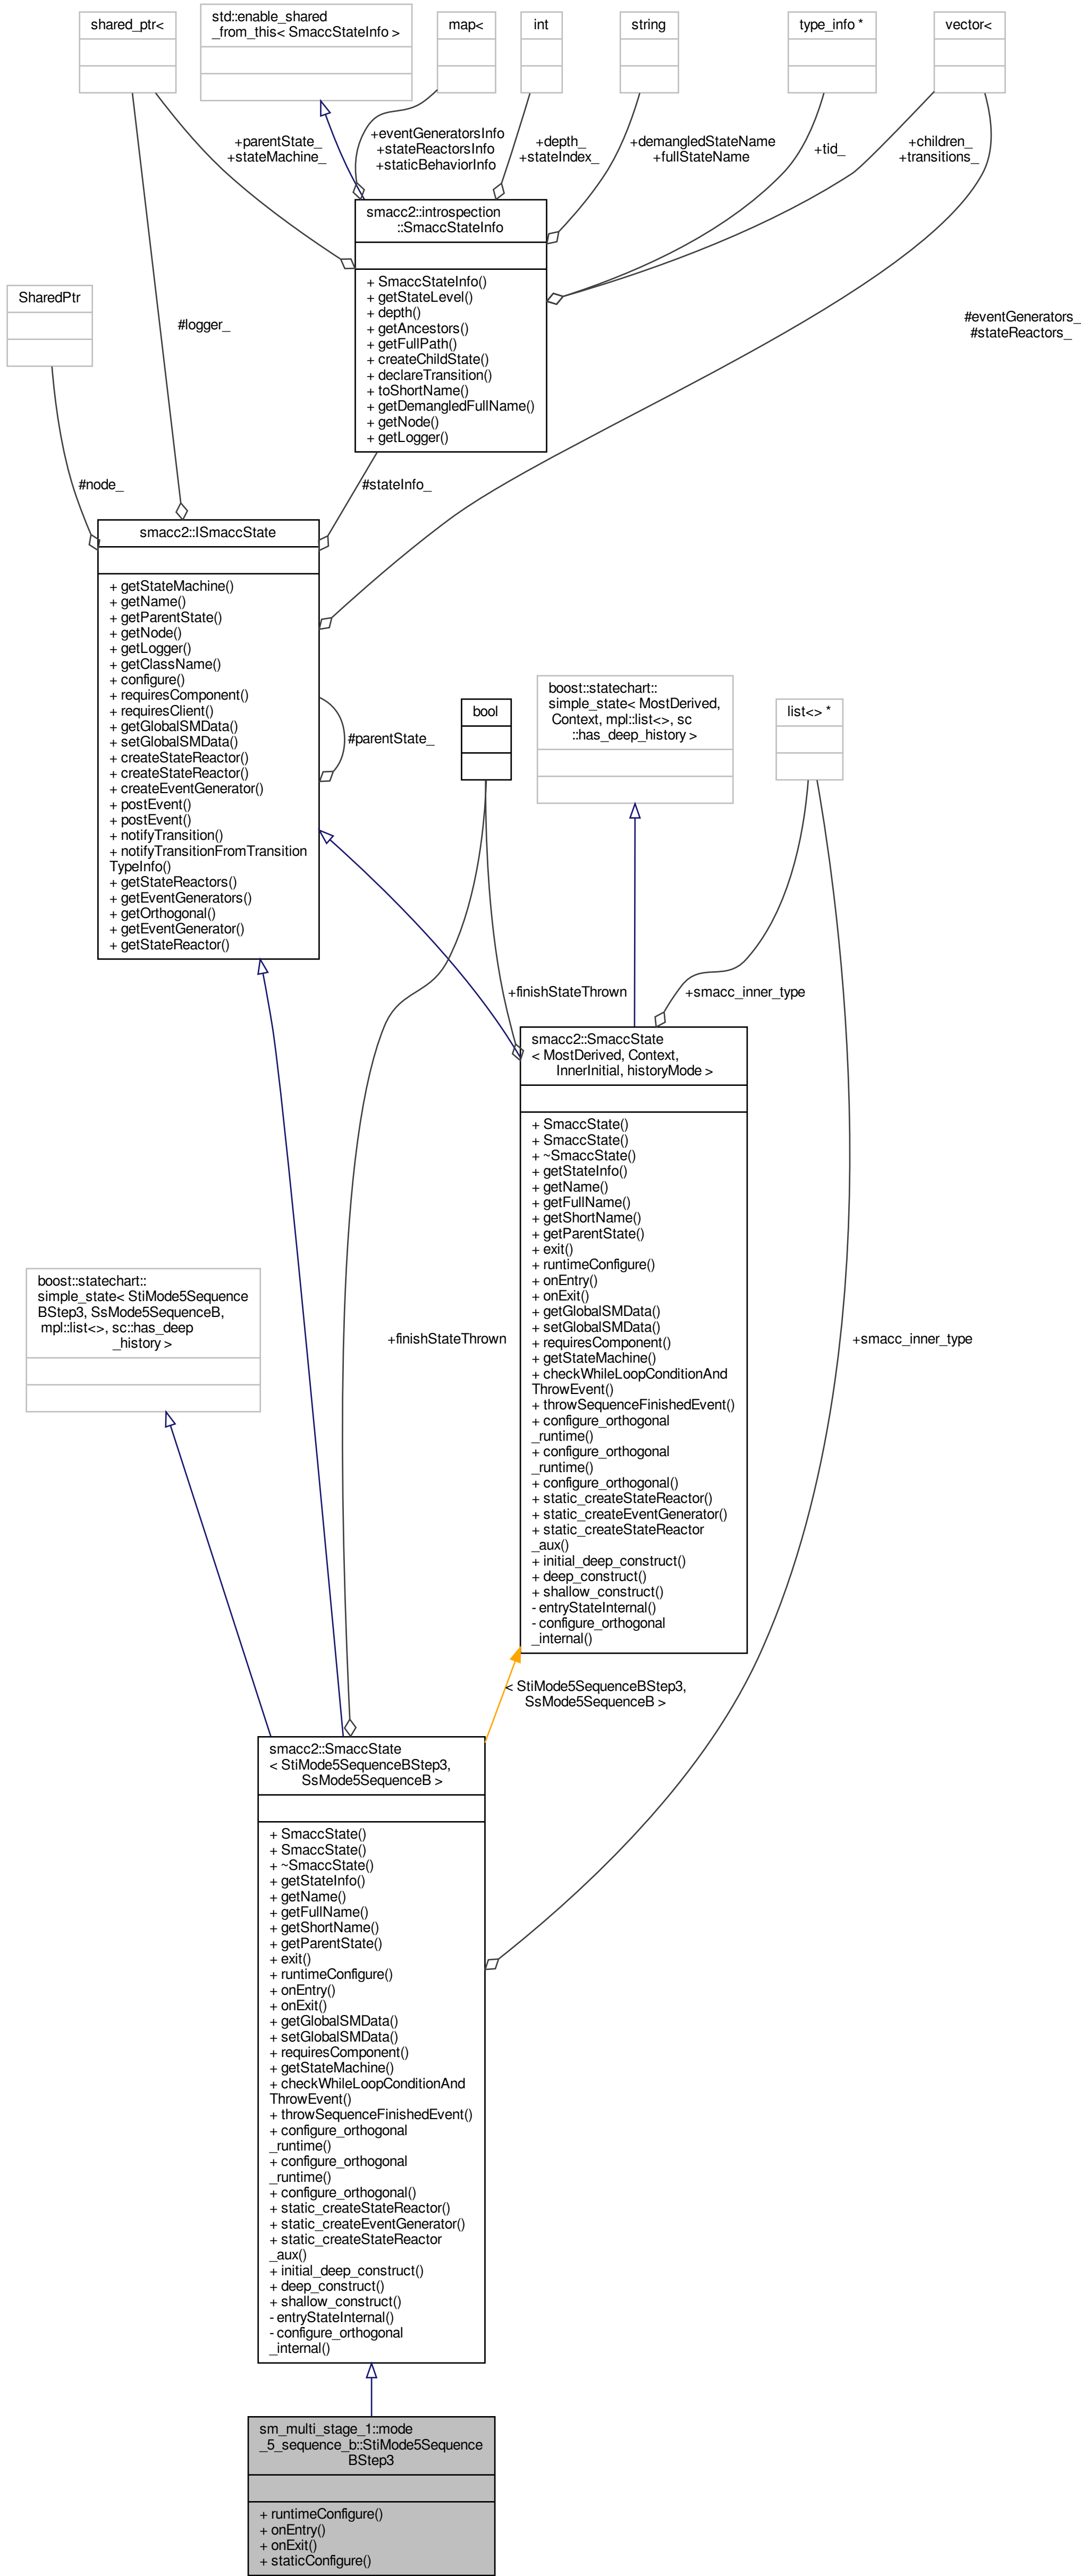 shared_ptr<
std::enable_shared
_from_this< SmaccStateInfo >
map<
int
string
type_info *
vector<
+parentState_
+stateMachine_
+eventGeneratorsInfo
+stateReactorsInfo
+staticBehaviorInfo
+depth_
+stateIndex_
+demangledStateName
+fullStateName
+tid_
+children_
+transitions_
smacc2::introspection
::SmaccStateInfo
+ SmaccStateInfo()
+ getStateLevel()
+ depth()
+ getAncestors()
+ getFullPath()
+ createChildState()
+ declareTransition()
+ toShortName()
+ getDemangledFullName()
+ getNode()
+ getLogger()
SharedPtr
#logger_
#eventGenerators_
#stateReactors_
#node_
#stateInfo_
smacc2::ISmaccState
+ getStateMachine()
+ getName()
+ getParentState()
+ getNode()
+ getLogger()
+ getClassName()
+ configure()
+ requiresComponent()
+ requiresClient()
+ getGlobalSMData()
+ setGlobalSMData()
+ createStateReactor()
+ createStateReactor()
+ createEventGenerator()
+ postEvent()
+ postEvent()
+ notifyTransition()
+ notifyTransitionFromTransition
TypeInfo()
+ getStateReactors()
+ getEventGenerators()
+ getOrthogonal()
+ getEventGenerator()
+ getStateReactor()
#parentState_
bool
boost::statechart::
simple_state< MostDerived,
Context, mpl::list<>, sc
::has_deep_history >
list<> *
+finishStateThrown
+smacc_inner_type
smacc2::SmaccState
< MostDerived, Context,
InnerInitial, historyMode >
+ SmaccState()
+ SmaccState()
+ ~SmaccState()
+ getStateInfo()
+ getName()
+ getFullName()
+ getShortName()
+ getParentState()
+ exit()
+ runtimeConfigure()
+ onEntry()
+ onExit()
+ getGlobalSMData()
+ setGlobalSMData()
+ requiresComponent()
+ getStateMachine()
+ checkWhileLoopConditionAnd
ThrowEvent()
+ throwSequenceFinishedEvent()
+ configure_orthogonal
_runtime()
+ configure_orthogonal
_runtime()
+ configure_orthogonal()
+ static_createStateReactor()
+ static_createEventGenerator()
+ static_createStateReactor
_aux()
+ initial_deep_construct()
+ deep_construct()
+ shallow_construct()
- entryStateInternal()
- configure_orthogonal
_internal()
boost::statechart::
simple_state< StiMode5Sequence
BStep3, SsMode5SequenceB,
mpl::list<>, sc::has_deep
_history >
+finishStateThrown
+smacc_inner_type
< StiMode5SequenceBStep3,
SsMode5SequenceB >
smacc2::SmaccState
< StiMode5SequenceBStep3,
SsMode5SequenceB >
+ SmaccState()
+ SmaccState()
+ ~SmaccState()
+ getStateInfo()
+ getName()
+ getFullName()
+ getShortName()
+ getParentState()
+ exit()
+ runtimeConfigure()
+ onEntry()
+ onExit()
+ getGlobalSMData()
+ setGlobalSMData()
+ requiresComponent()
+ getStateMachine()
+ checkWhileLoopConditionAnd
ThrowEvent()
+ throwSequenceFinishedEvent()
+ configure_orthogonal
_runtime()
+ configure_orthogonal
_runtime()
+ configure_orthogonal()
+ static_createStateReactor()
+ static_createEventGenerator()
+ static_createStateReactor
_aux()
+ initial_deep_construct()
+ deep_construct()
+ shallow_construct()
- entryStateInternal()
- configure_orthogonal
_internal()
sm_multi_stage_1::mode
_5_sequence_b::StiMode5Sequence
BStep3
+ runtimeConfigure()
+ onEntry()
+ onExit()
+ staticConfigure()